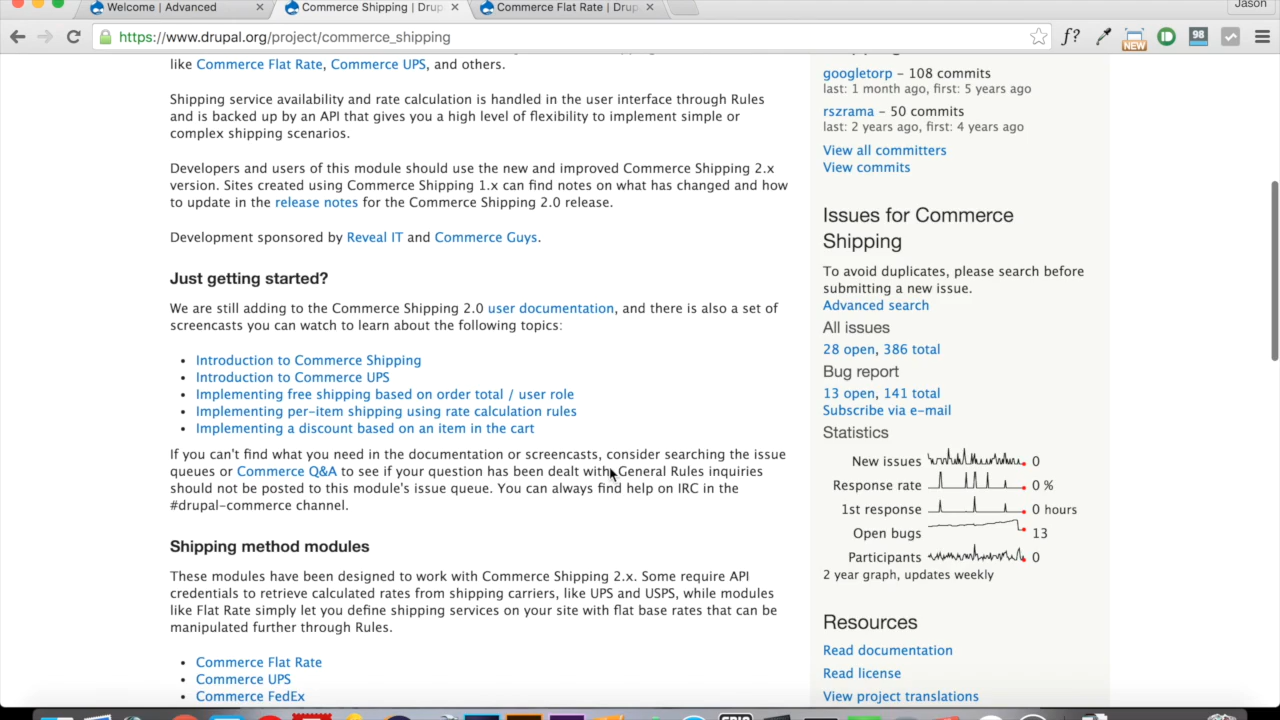 Welcome | Advanced
Commerce Shipping | Drup
Commerce Flat Rate | Drup
Jason
https://www.drupal.org/project/commerce_shipping
f?
NEW
98
like Commerce Flat Rate, Commerce UPS, and others.
Shipping service availability and rate calculation is handled in the user interface through Rules
and is backed up by an API that gives you a high level of flexibility to implement simple or
complex shipping scenarios.
Developers and users of this module should use the new and improved Commerce Shipping 2.x
version. Sites created using Commerce Shipping 1.x can find notes on what has changed and how
to update in the release notes for the Commerce Shipping 2.0 release.
Development sponsored by Reveal IT and Commerce Guys.
Just getting started?
We are still adding to the Commerce Shipping 2.0 user documentation, and there is also a set of
screencasts you can watch to learn about the following topics:
• Introduction to Commerce Shipping
• Introduction to Commerce UPS
• Implementing free shipping based on order total / user role
• Implementing per-item shipping using rate calculation rules
• Implementing a discount based on an item in the cart
If you can't find what you need in the documentation or screencasts, consider searching the issue
queues or Commerce Q&A to see if your question has been dealt with. General Rules inquiries
should not be posted to this module's issue queue. You can always find help on IRC in the
#drupal-commerce channel.
Shipping method modules
These modules have been designed to work with Commerce Shipping 2.x. Some require API
credentials to retrieve calculated rates from shipping carriers, like UPS and USPS, while modules
like Flat Rate simply let you define shipping services on your site with flat base rates that can be
manipulated further through Rules.
• Commerce Flat Rate
• Commerce UPS
• Commerce FedEx
googletorp – 108 commits
last: 1 month ago, first: 5 years ago
rszrama – 50 commits
last: 2 years ago, first: 4 years ago
View all committers
View commits
Issues for Commerce
Shipping
To avoid duplicates, please search before
submitting a new issue.
Advanced search
All issues
28 open, 386 total
Bug report
13 open, 141 total
Subscribe via e-mail
Statistics
New issues 0
Response rate 0 %
1st response 0 hours
Open bugs 13
Participants 0
2 year graph, updates weekly
Resources
Read documentation
Read license
View project translations